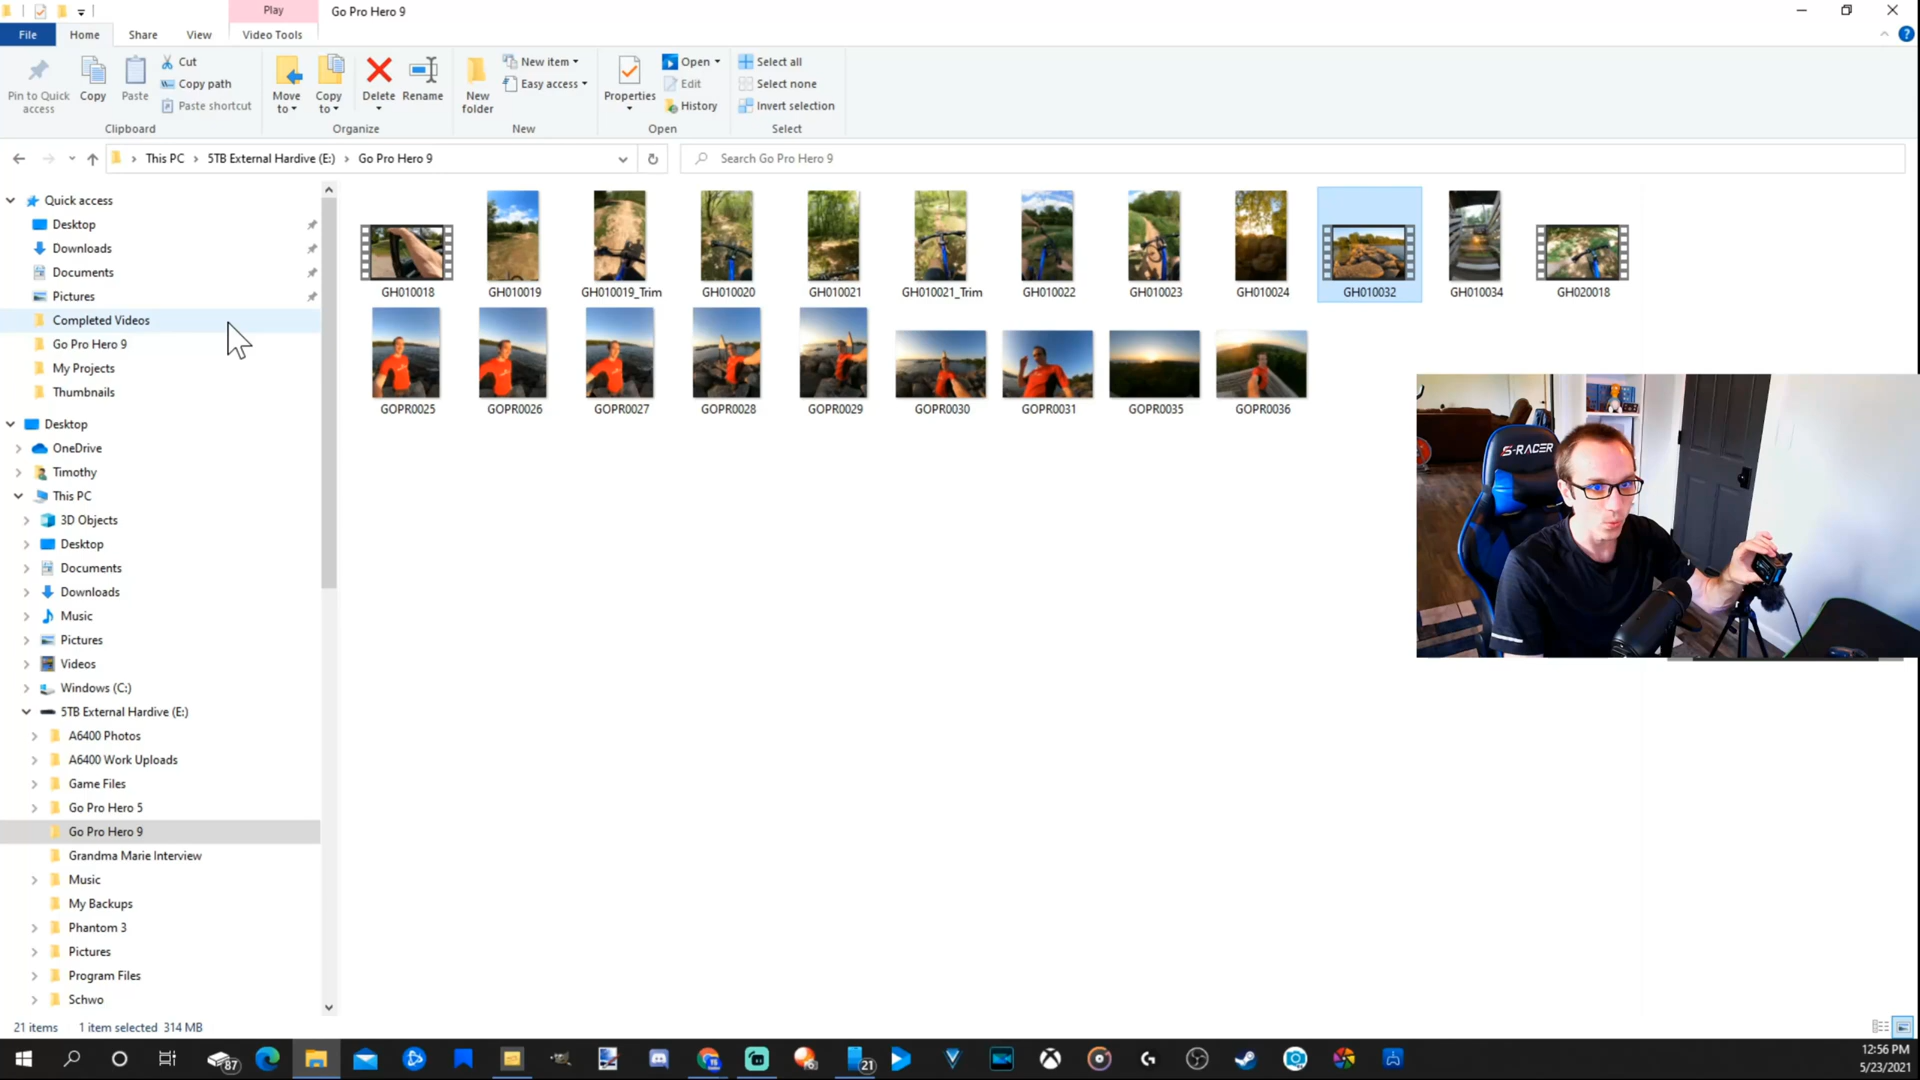 Play
Go Pro Hero 9
File
Home
Share
View
Video Tools
Pin to Quick access
Copy
Paste
Cut
Copy path
Paste shortcut
Clipboard
Move to
Copy to
Delete
Rename
Organize
New folder
New item
Easy access
New
Properties
Open
Edit
History
Open
Select all
Select none
Invert selection
Select
This PC
5TB External Hardive (E:)
Go Pro Hero 9
Search Go Pro Hero 9
Quick access
Desktop
Downloads
Documents
Pictures
Completed Videos
Go Pro Hero 9
My Projects
Thumbnails
Desktop
OneDrive
Timothy
This PC
3D Objects
Desktop
Documents
Downloads
Music
Pictures
Videos
Windows (C:)
5TB External Hardive (E:)
A6400 Photos
A6400 Work Uploads
Game Files
Go Pro Hero 5
Go Pro Hero 9
Grandma Marie Interview
Music
My Backups
Phantom 3
Pictures
Program Files
Schwo
GH010018
GH010019
GH010019_Trim
GH010020
GH010021
GH010021_Trim
GH010022
GH010023
GH010024
GH010032
GH010034
GH020018
GOPR0025
GOPR0026
GOPR0027
GOPR0028
GOPR0029
GOPR0030
GOPR0031
GOPR0035
GOPR0036
S-RACER
21 items
1 item selected 314 MB
87
21
12:56 PM
5/23/2021